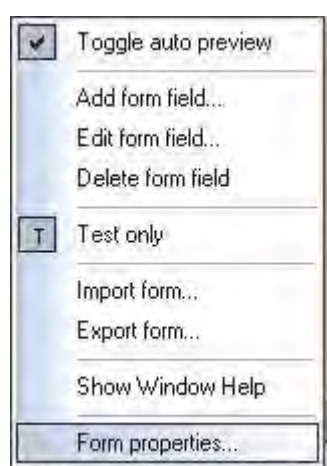 Toggle auto preview
Add form field...
Edit form field...
Delete form field
T Test only
Import form...
Export form...
Show Window Help
Form properties...